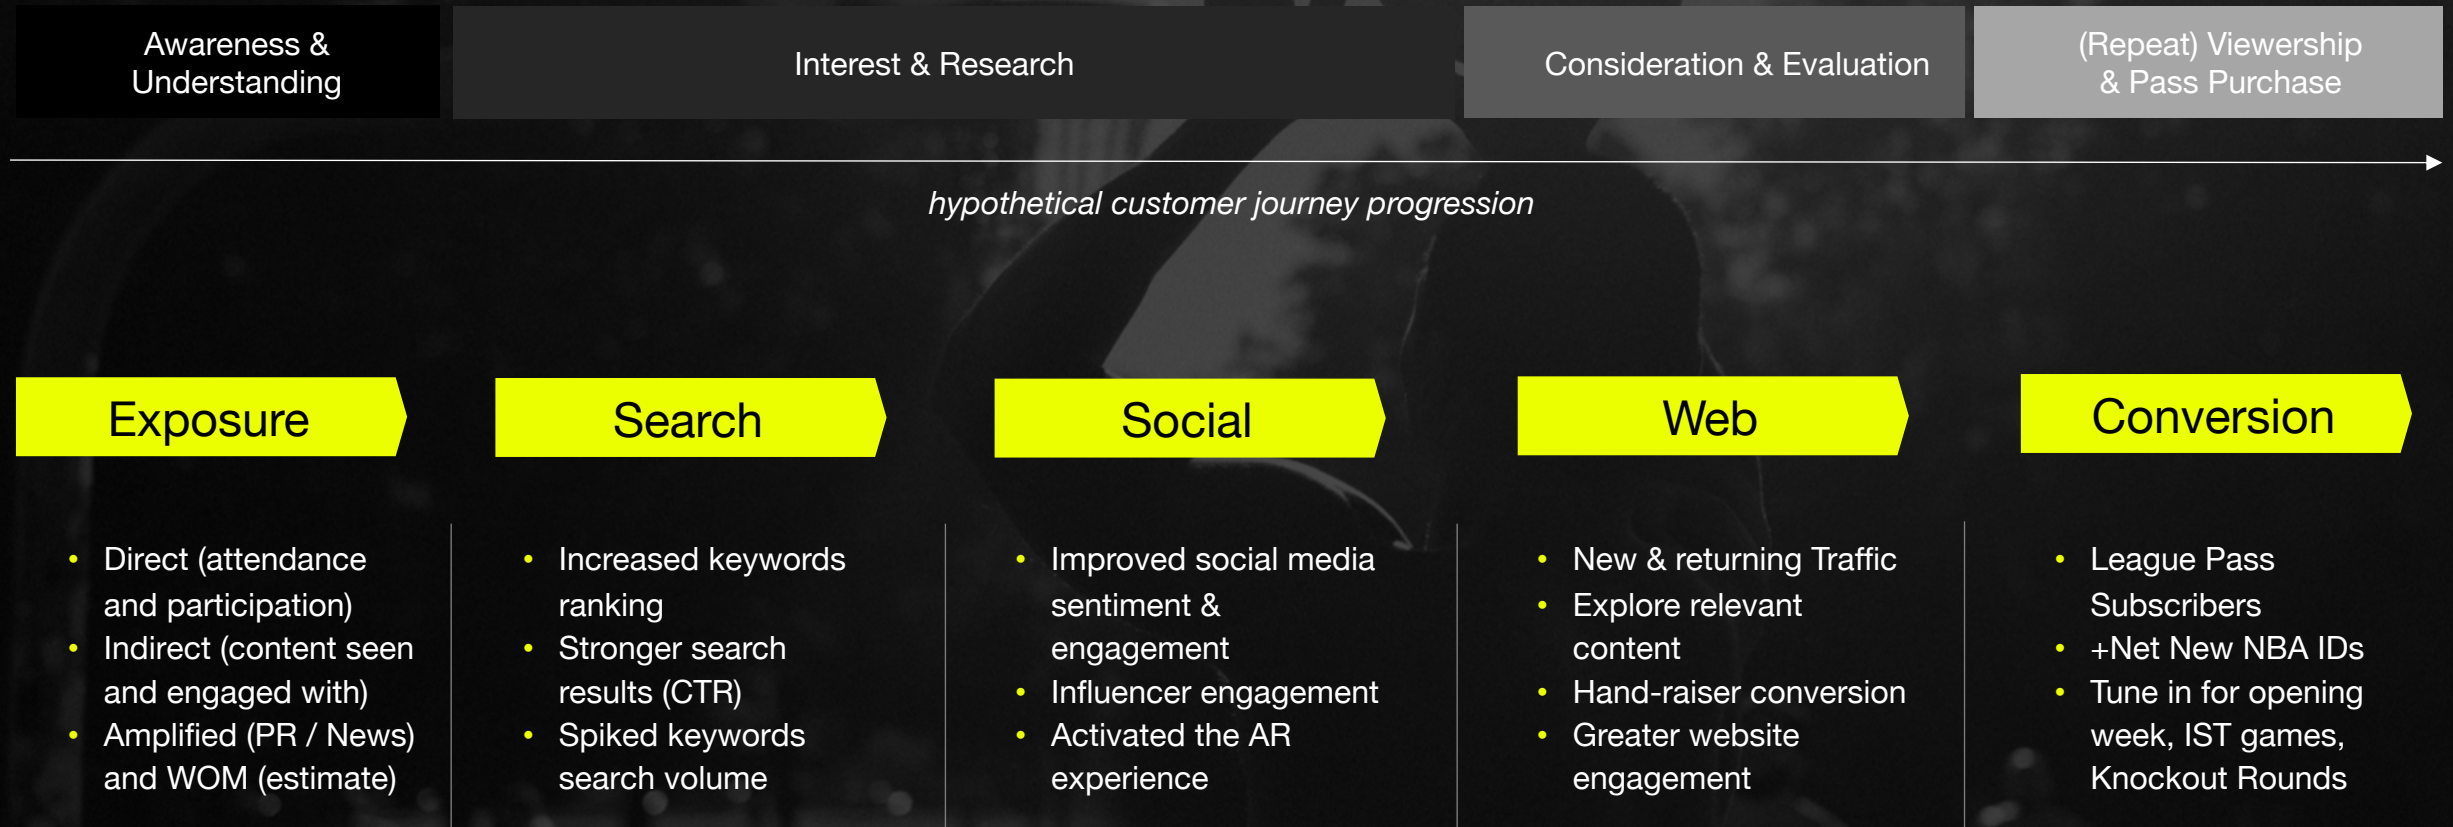 Awareness &
Understanding
Interest & Research
Consideration & Evaluation
(Repeat) Viewership
& Pass Purchase
hypothetical customer journey progression
Exposure
Search
Social
Web
Conversion
• Direct (attendance
and participation)
• Indirect (content seen
and engaged with)
• Amplified (PR / News)
and WOM (estimate)
• Increased keywords
ranking
• Stronger search
results (CTR)
• Spiked keywords
search volume
• Improved social media
sentiment &
engagement
• Influencer engagement
• Activated the AR
experience
• New & returning Traffic
• Explore relevant
content
• Hand-raiser conversion
• Greater website
engagement
• League Pass
Subscribers
• +Net New NBA IDs
• Tune in for opening
week, IST games,
Knockout Rounds